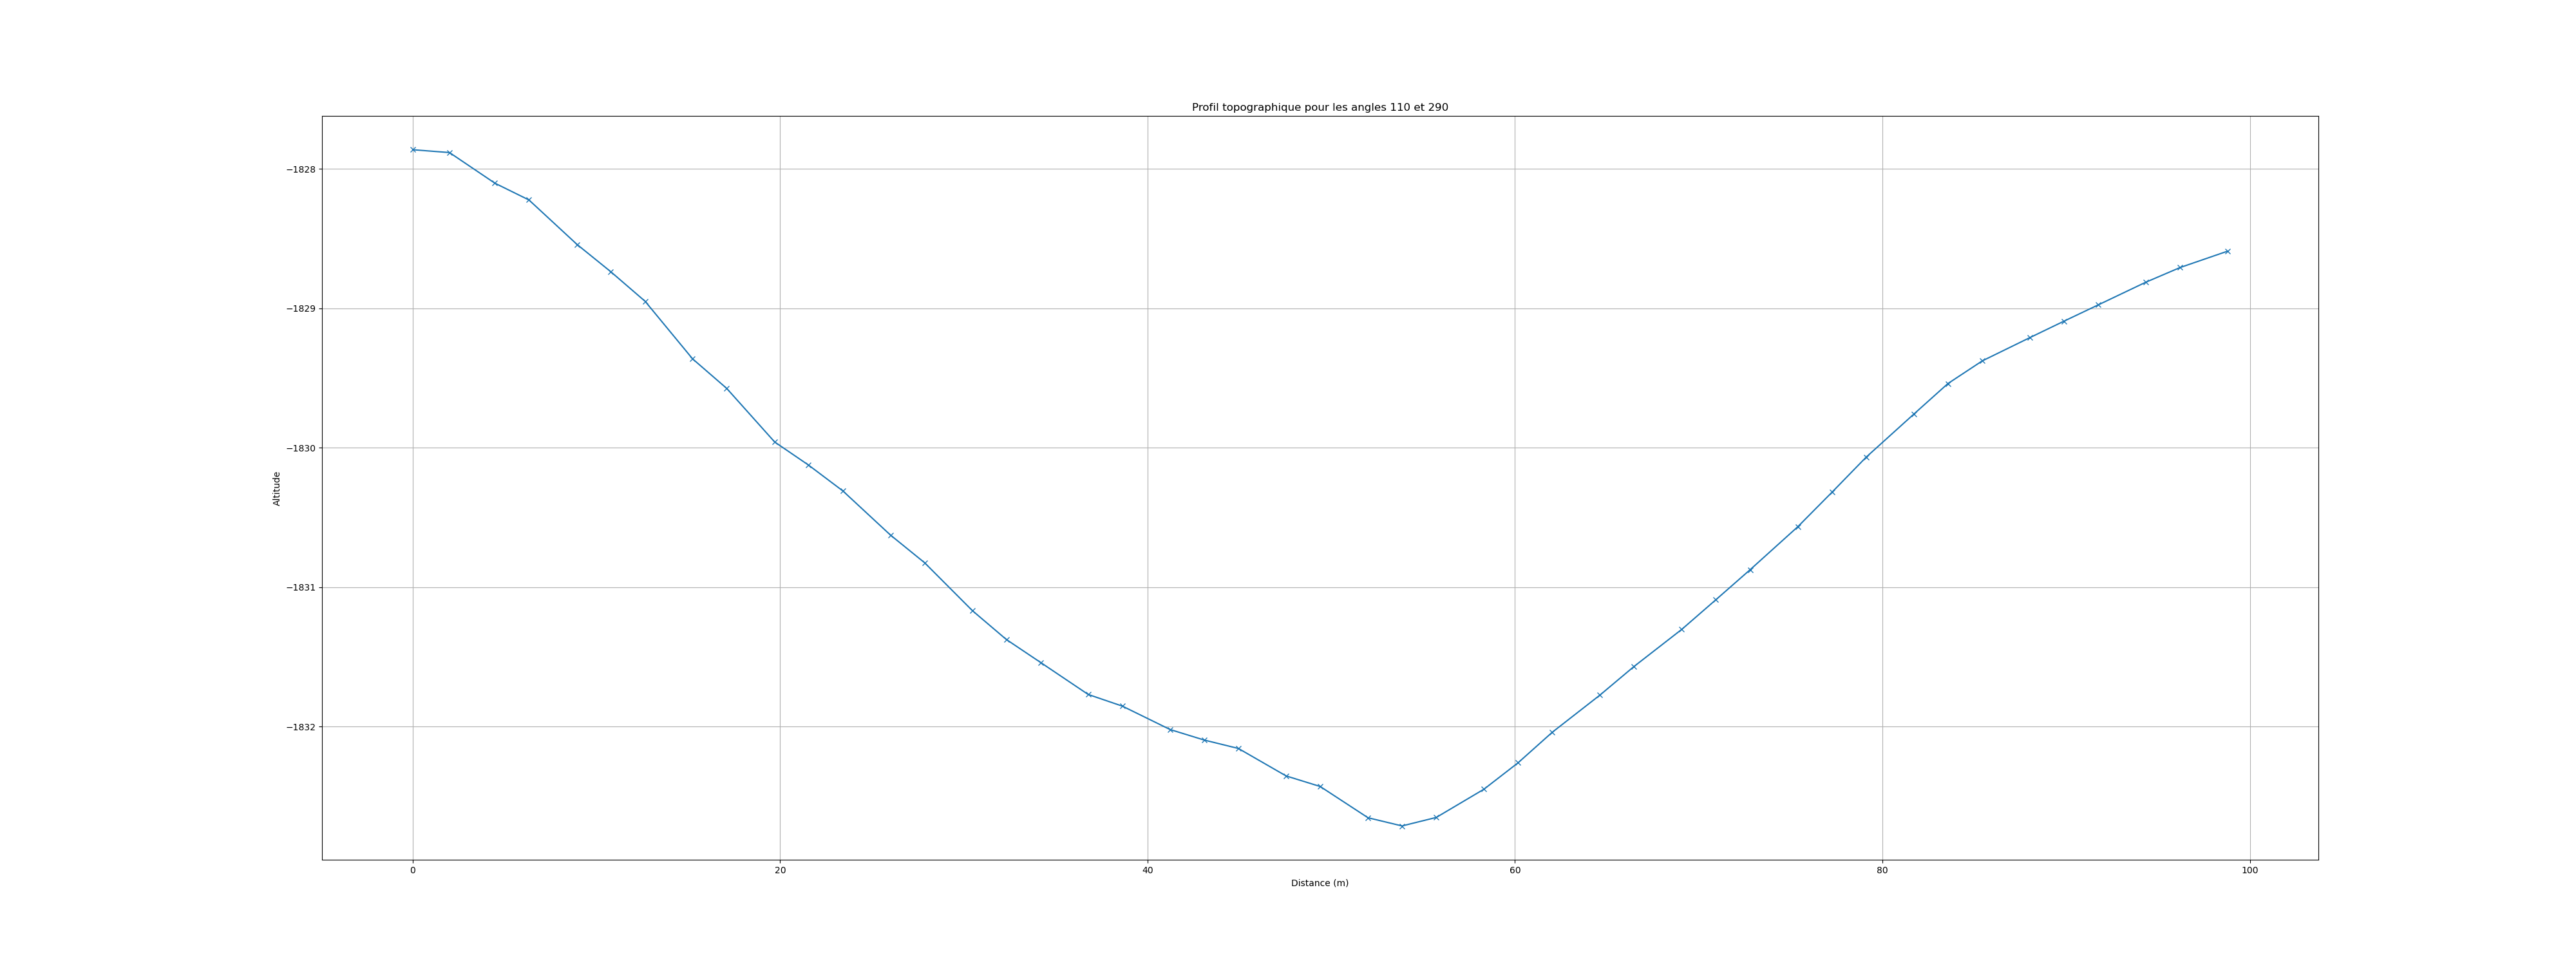 Profil topographique pour les angles 110 et 290
Altitude
−1828
−1829
−1830
−1831
−1832
0 20 40 60 80 100
Distance (m)